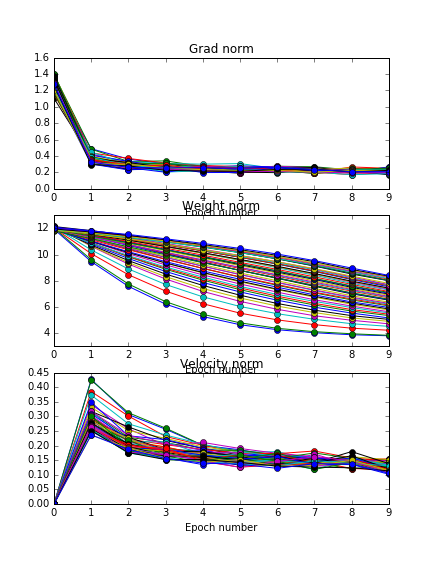 Grad norm
1.6
1.4
1.2
1.0
0.8
0.6
0.4
0.2
0.0
0 1 2 3 4 5 6 7 8 9
Epoch number
Weight norm
12
10
8
6
4
0 1 2 3 4 5 6 7 8 9
Epoch number
Velocity norm
0.45
0.40
0.35
0.30
0.25
0.20
0.15
0.10
0.05
0.00
0 1 2 3 4 5 6 7 8 9
Epoch number